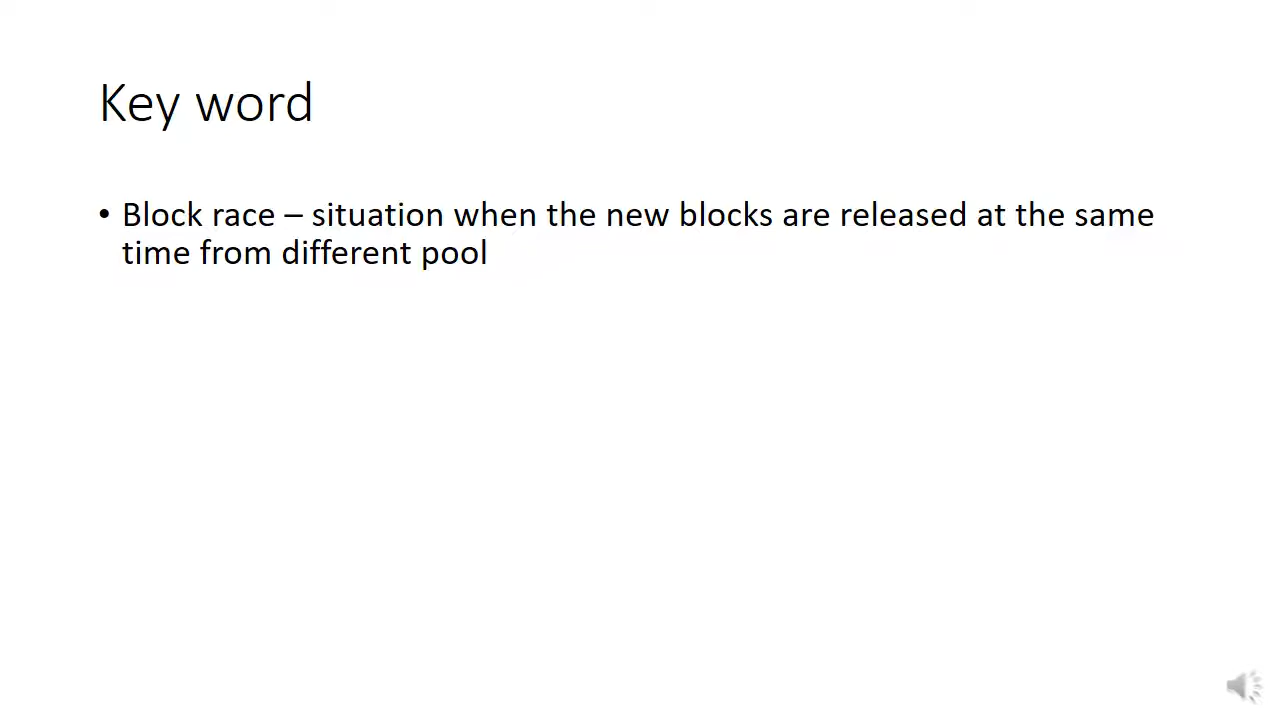 Key word
• Block race – situation when the new blocks are released at the same
time from different pool